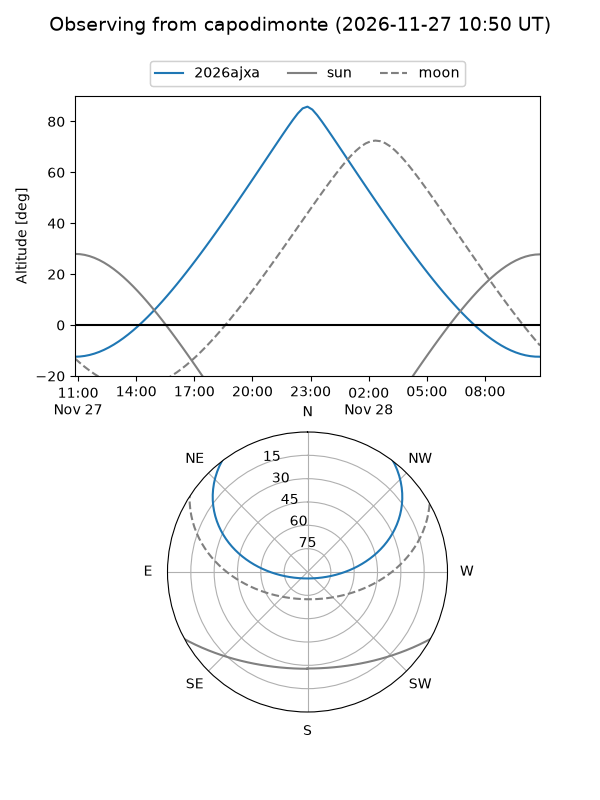 Observing from capodimonte (2026-11-27 10:50 UT)
2026ajxa sun moon
Altitude [deg]
80
60
40
20
0
−20
11:00 14:00 17:00 20:00 23:00 02:00 05:00 08:00
Nov 27 Nov 28
N
NE NW
15
30
45
60
75
E W
SE SW
S